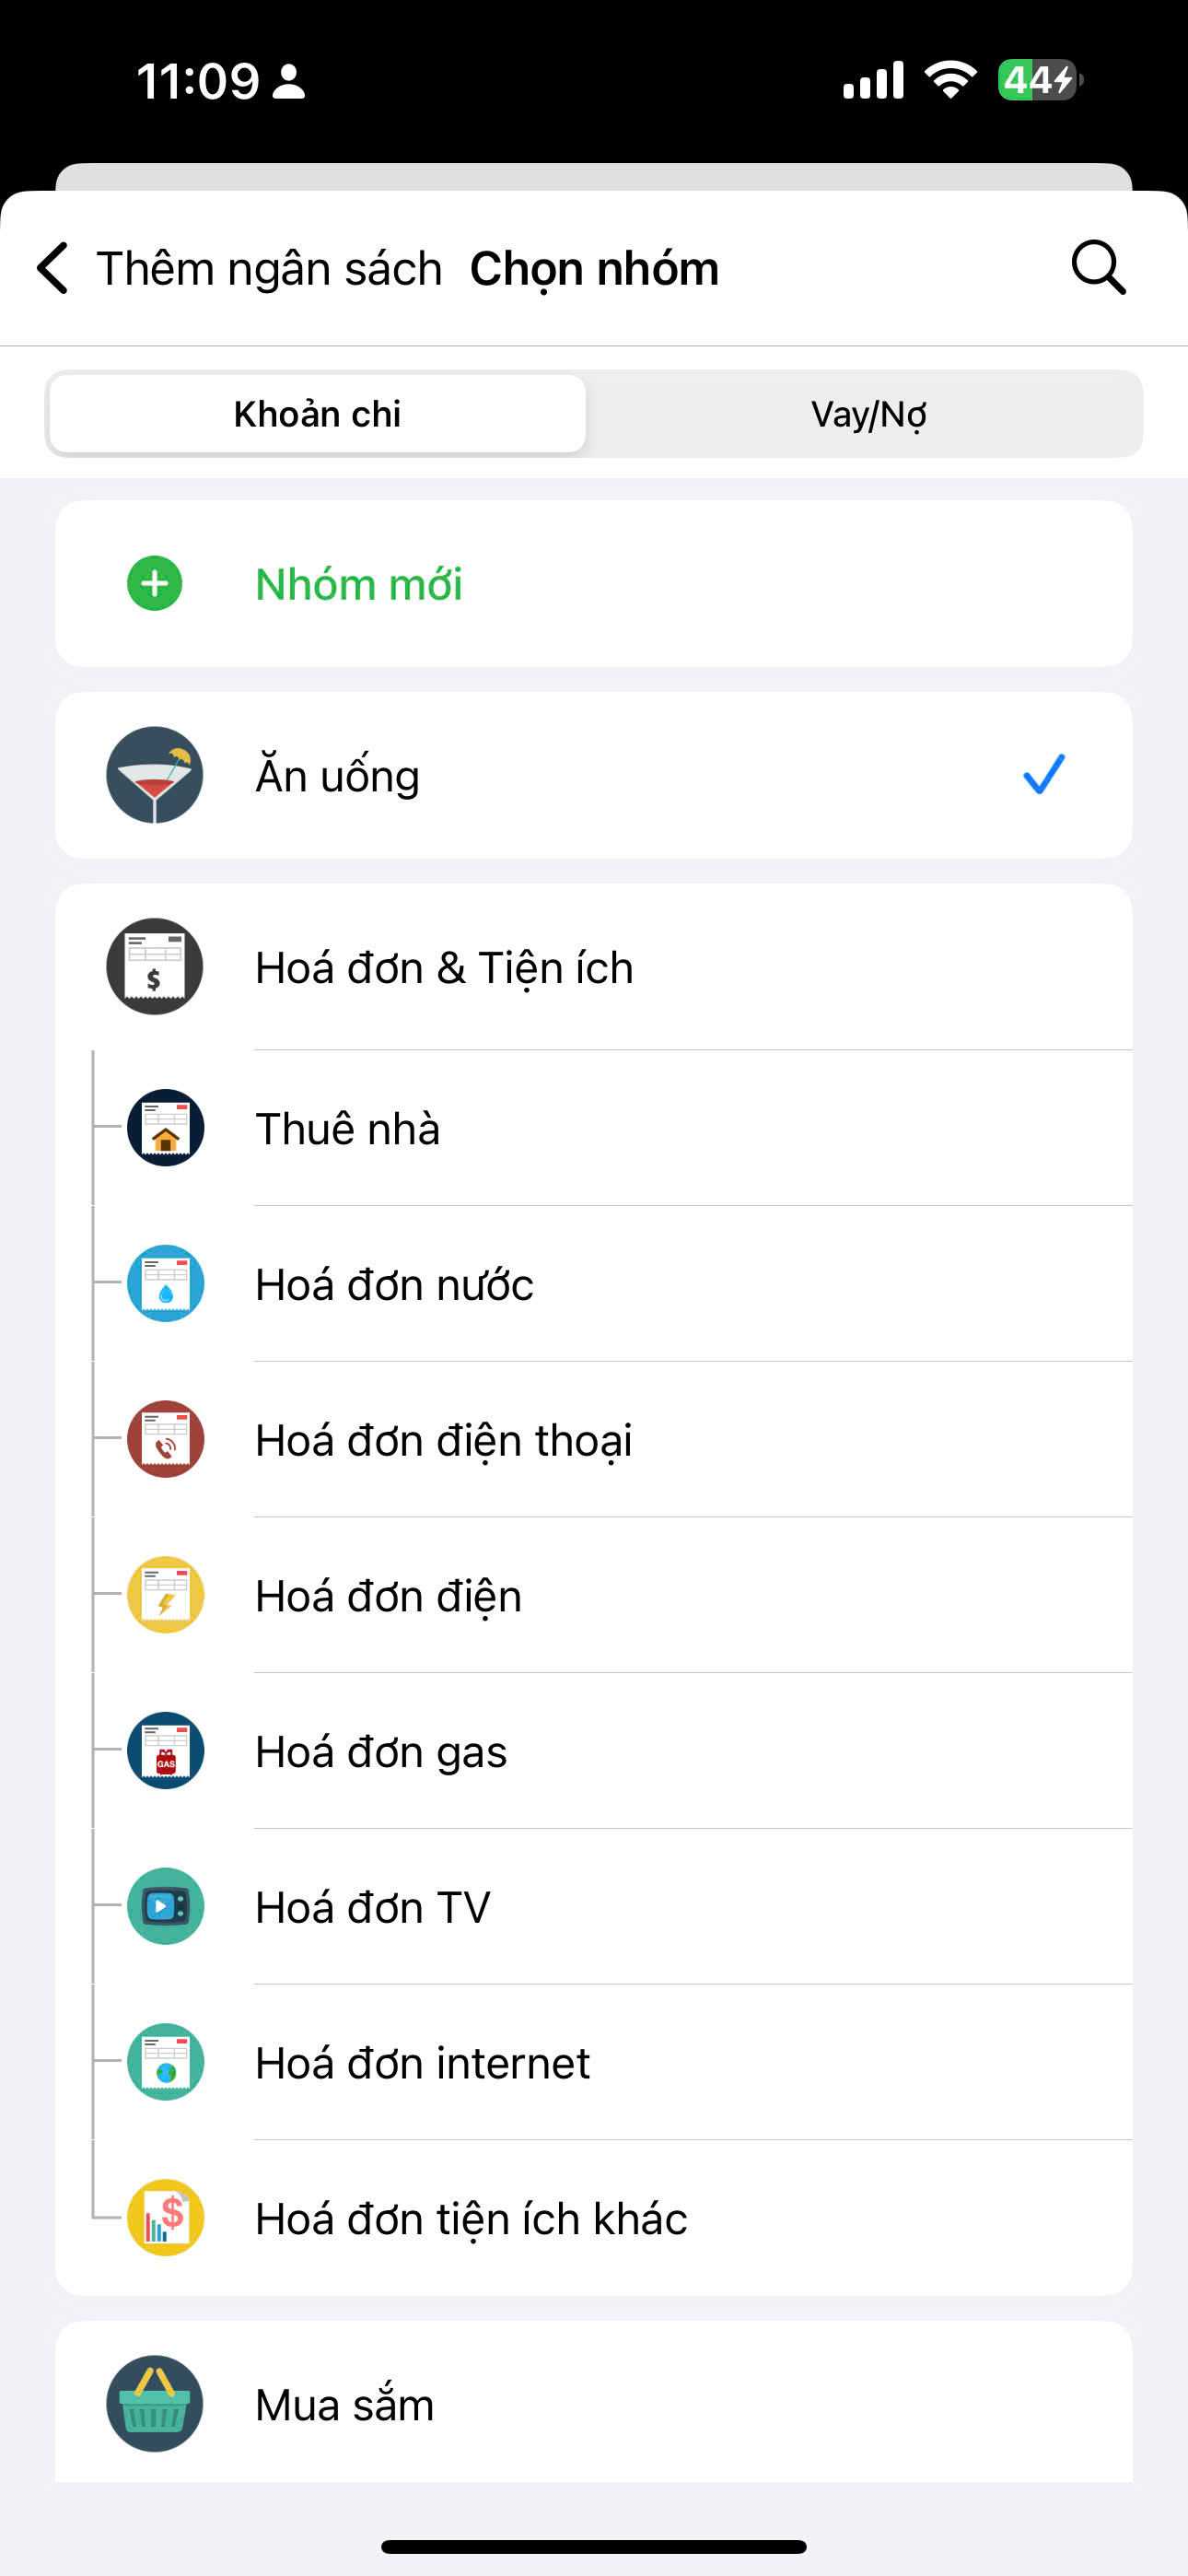 11:09
44
Thêm ngân sách Chọn nhóm
Khoản chi Vay/Nợ
Nhóm mới
Ăn uống
$
Hoá đơn & Tiện ích
Thuê nhà
Hoá đơn nước
Hoá đơn điện thoại
Hoá đơn điện
GAS
Hoá đơn gas
Hoá đơn TV
Hoá đơn internet
$
Hoá đơn tiện ích khác
Mua sắm